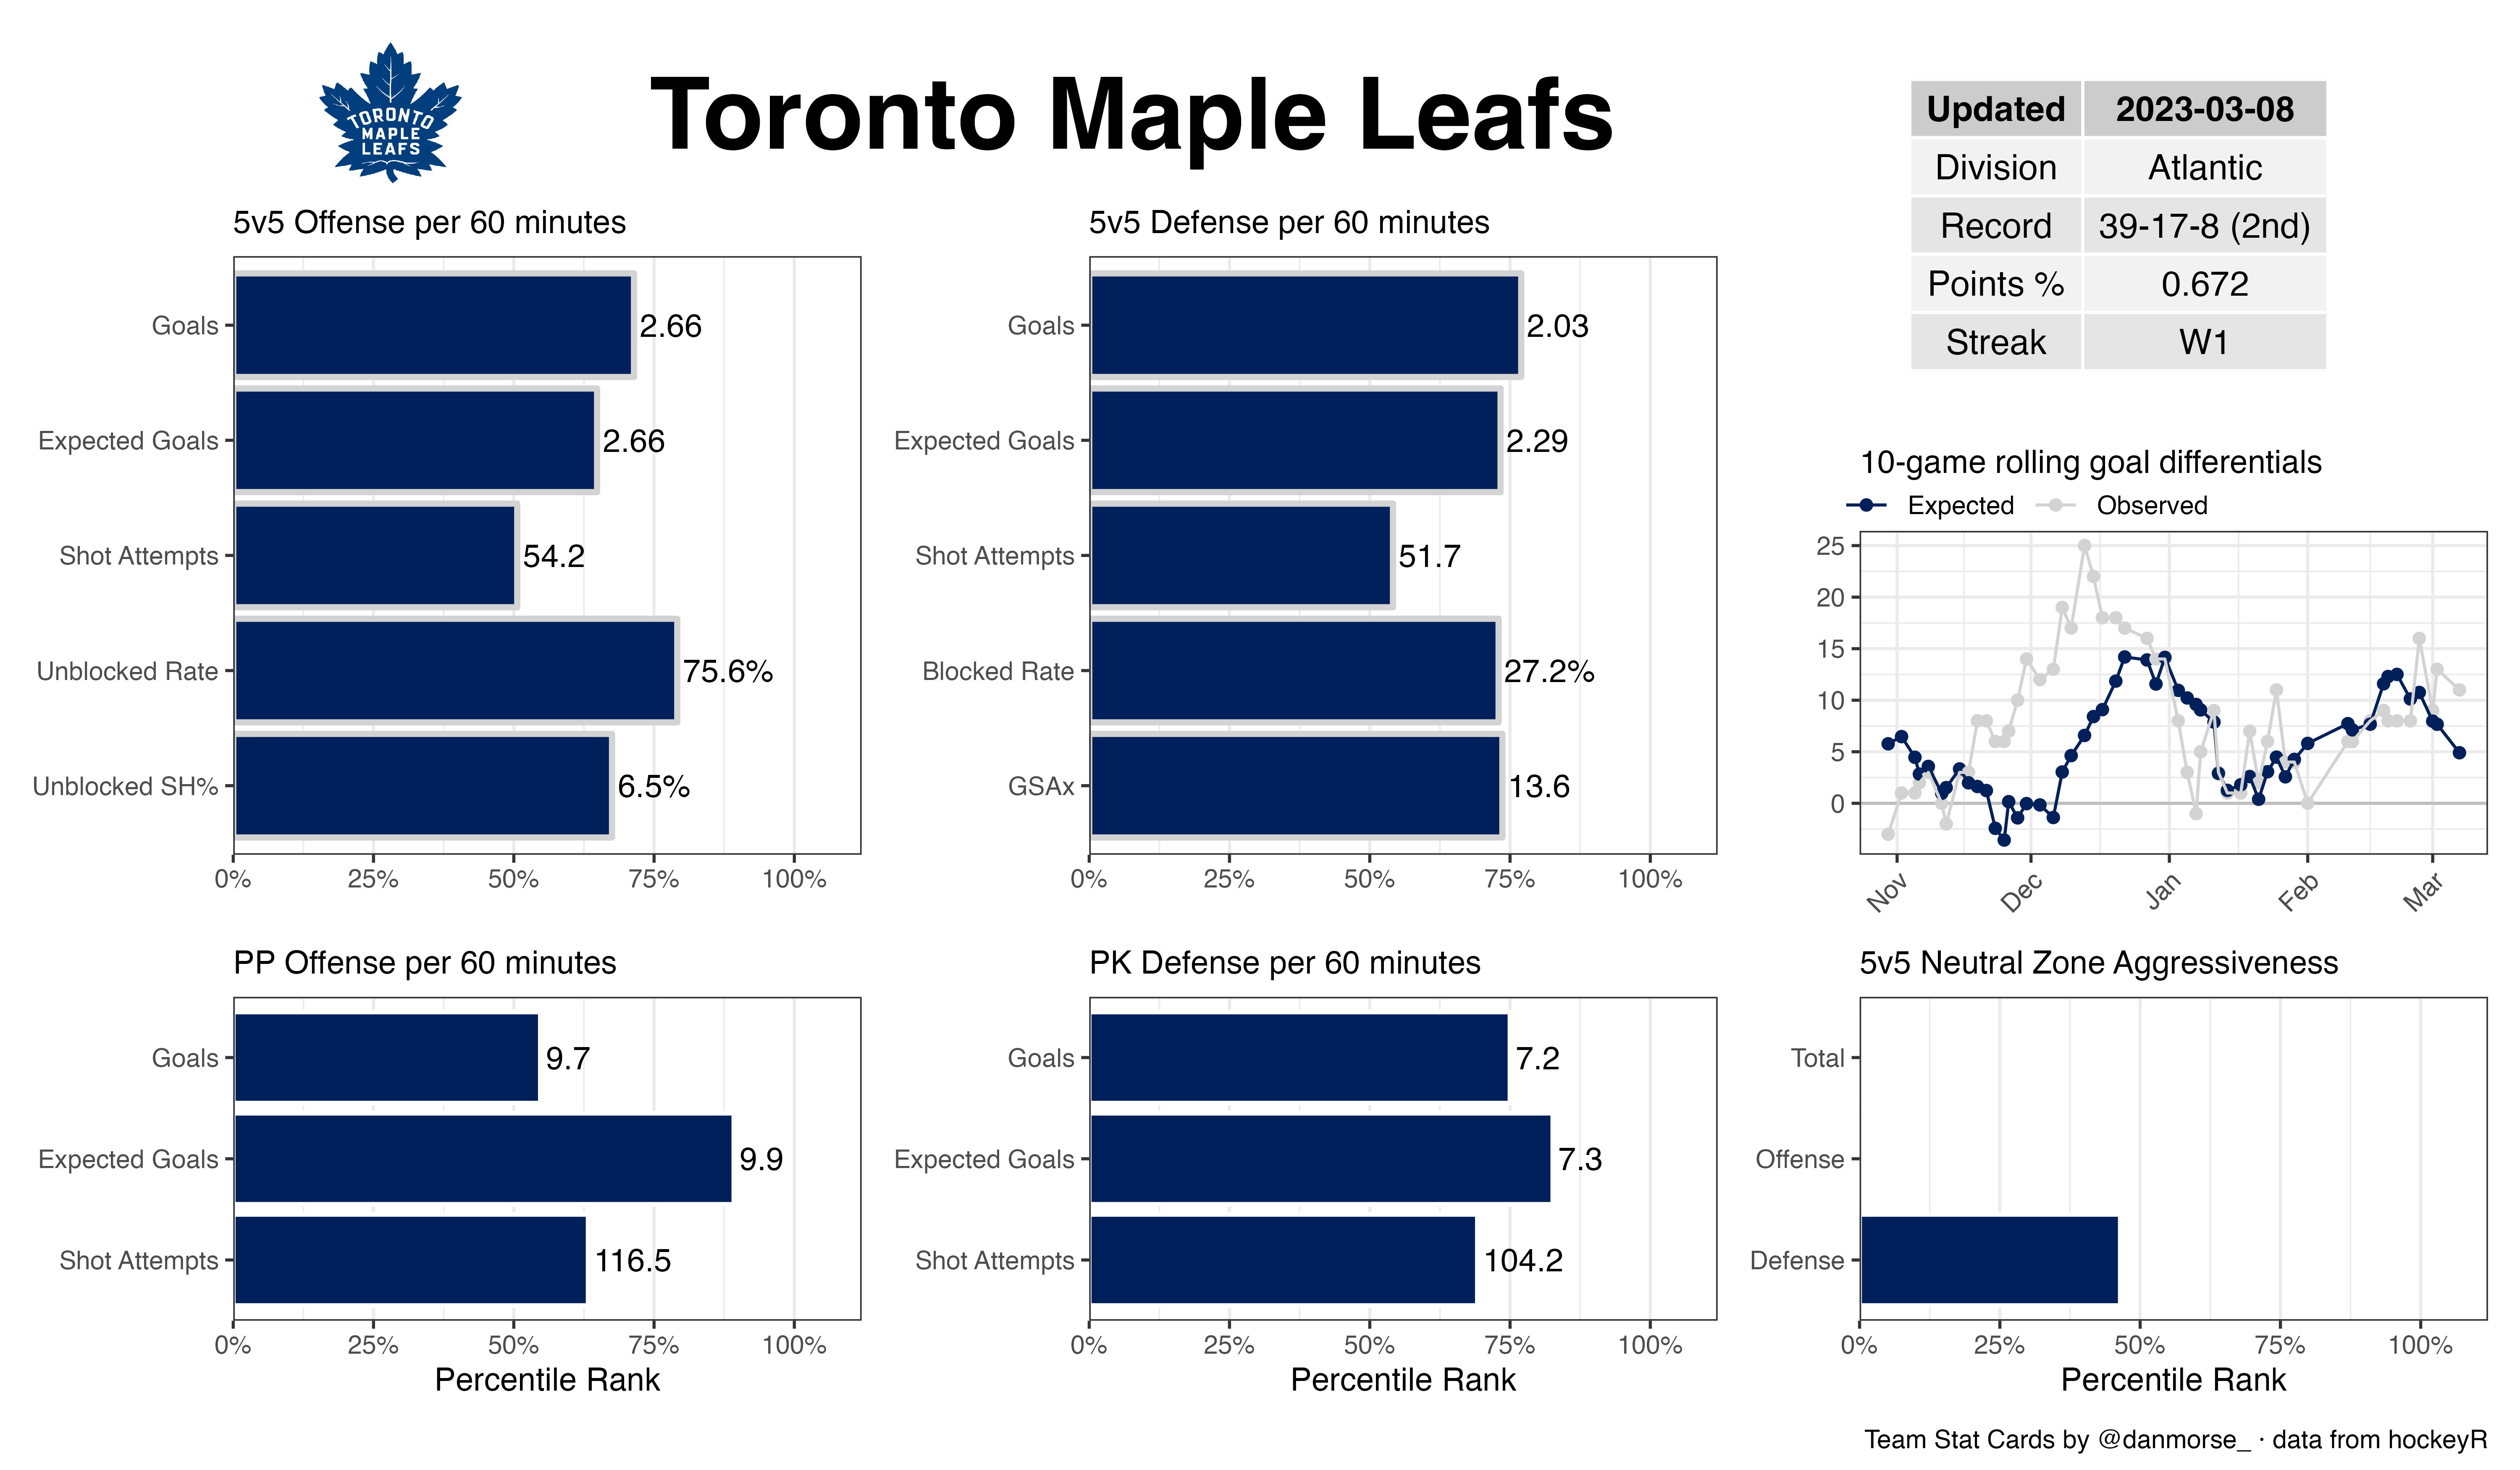 TORONTO
MAPLE
LEAFS
Toronto Maple Leafs
Updated 2023-03-08
Division Atlantic
Record 39-17-8 (2nd)
Points % 0.672
Streak W1
5v5 Offense per 60 minutes
Goals 2.66
Expected Goals 2.66
Shot Attempts 54.2
Unblocked Rate 75.6%
Unblocked SH% 6.5%
0% 25% 50% 75% 100%
5v5 Defense per 60 minutes
Goals 2.03
Expected Goals 2.29
Shot Attempts 51.7
Blocked Rate 27.2%
GSAx 13.6
0% 25% 50% 75% 100%
10-game rolling goal differentials
Expected Observed
25
20
15
10
5
0
Nov Dec Jan Feb Mar
PP Offense per 60 minutes
Goals 9.7
Expected Goals 9.9
Shot Attempts 116.5
0% 25% 50% 75% 100%
Percentile Rank
PK Defense per 60 minutes
Goals 7.2
Expected Goals 7.3
Shot Attempts 104.2
0% 25% 50% 75% 100%
Percentile Rank
5v5 Neutral Zone Aggressiveness
Total
Offense
Defense
0% 25% 50% 75% 100%
Percentile Rank
Team Stat Cards by @danmorse_ · data from hockeyR